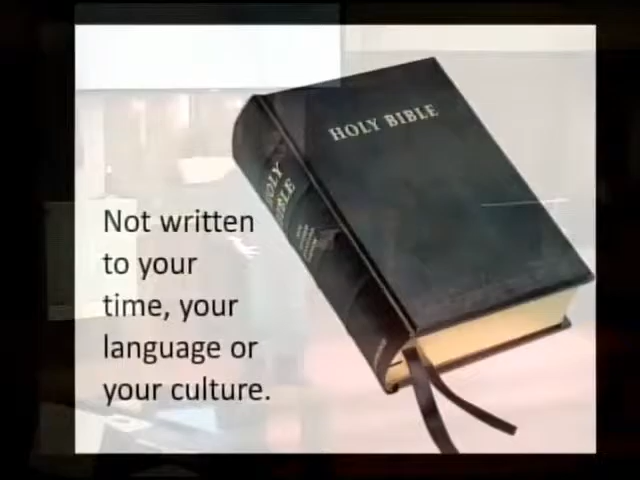 HOLY BIBLE
HOLY
BIBLE
Not written
to your
time, your
language or
your culture.